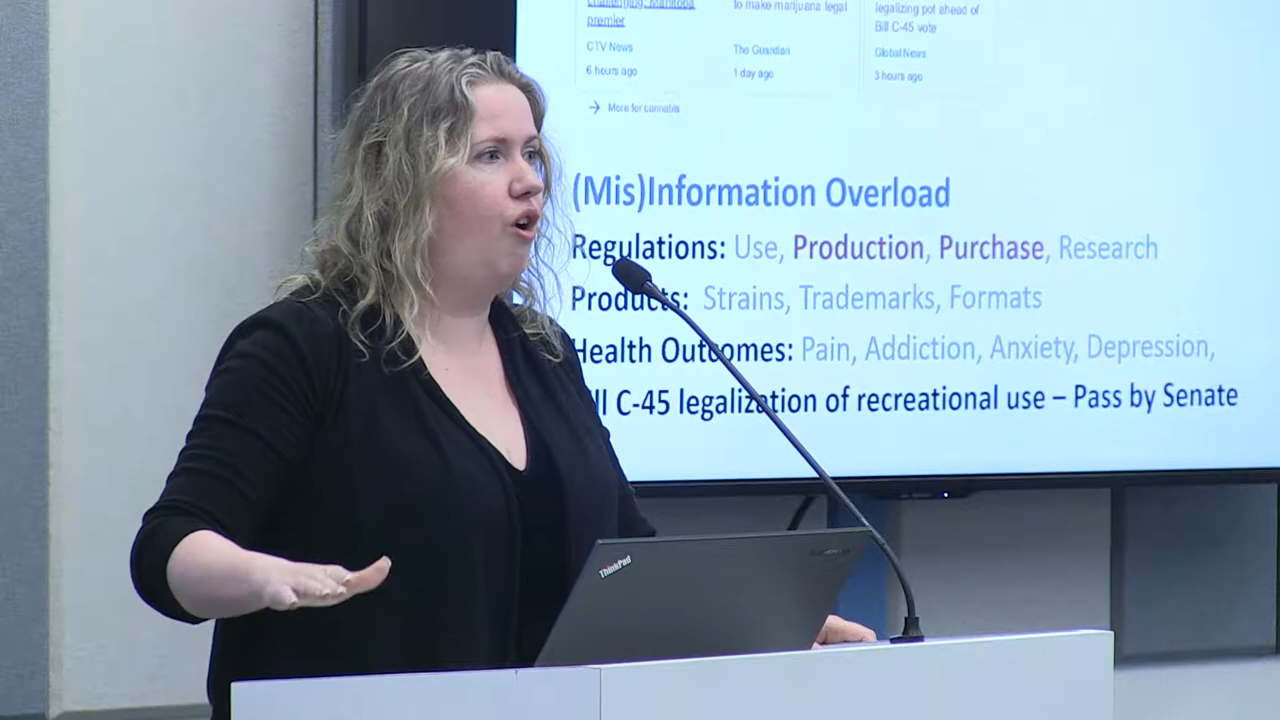 challenging: Manitoba
premier
CTV News
6 hours ago
to make marijuana legal
The Guardian
1 day ago
legalizing pot ahead of
Bill C-45 vote
Global News
3 hours ago
→ More for cannabis
(Mis)Information Overload
Regulations: Use, Production, Purchase, Research
Products: Strains, Trademarks, Formats
Health Outcomes: Pain, Addiction, Anxiety, Depression,
ll C-45 legalization of recreational use – Pass by Senate
ThinkPad